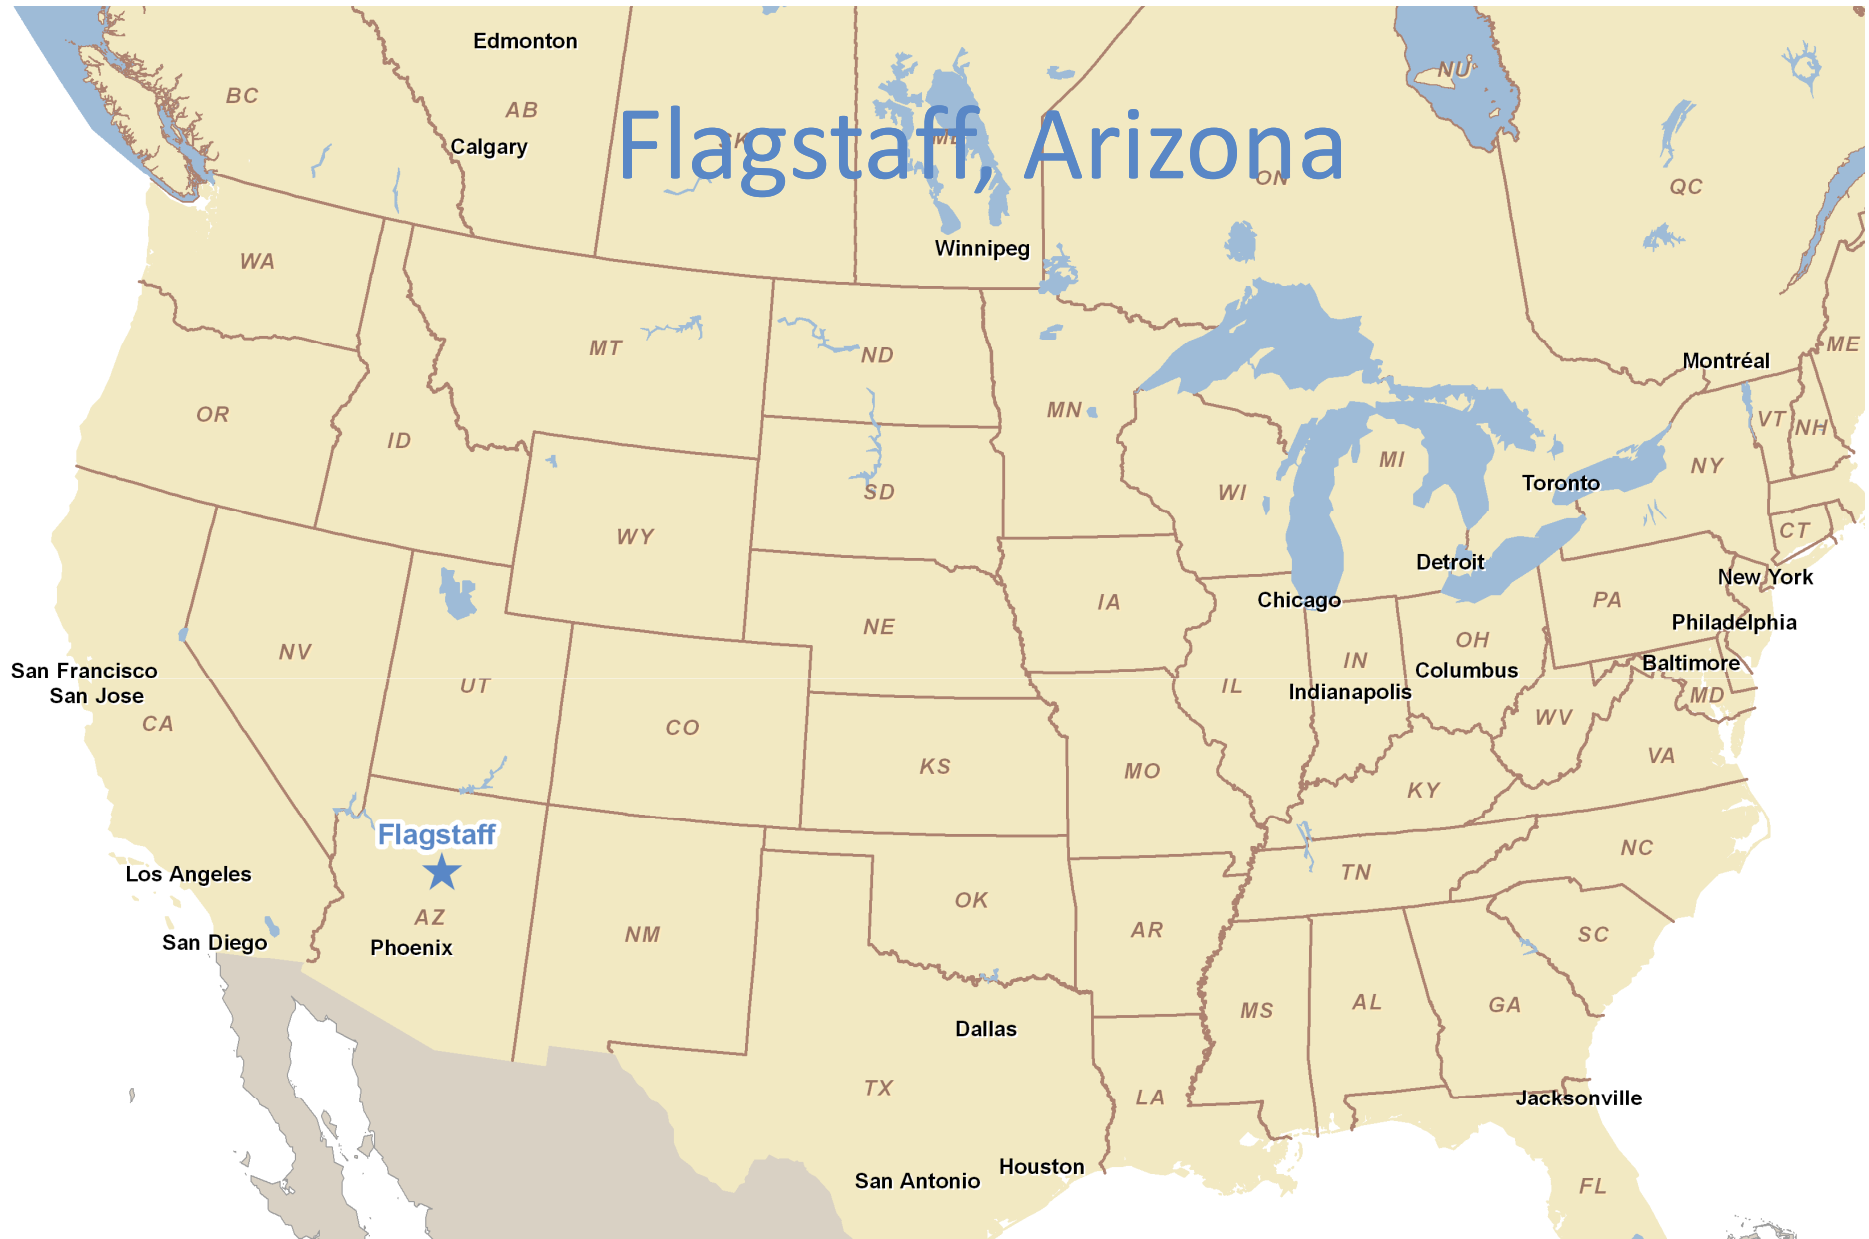 Edmonton
NU
BC
AB
Calgary
SK
MB
Flagstaff, Arizona
ON
QC
Winnipeg
WA
MT
ND
Montréal
ME
OR
ID
MN
VT
NH
MI
NY
SD
WI
Toronto
WY
CT
Detroit
New York
Chicago
IA
PA
NE
Philadelphia
NV
OH
IN
Baltimore
San Francisco
Columbus
UT
IL
Indianapolis
San Jose
MD
CA
CO
WV
VA
KS
MO
KY
Flagstaff
NC
Los Angeles
TN
OK
AZ
AR
NM
SC
San Diego
Phoenix
GA
AL
MS
Dallas
TX
LA
Jacksonville
Houston
San Antonio
FL